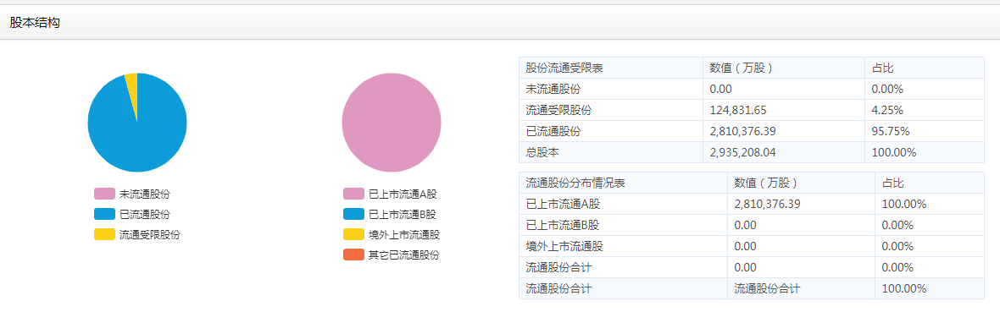 股本结构
未流通股份
已流通股份
流通受限股份
已上市流通A股
已上市流通B股
境外上市流通股
其它已流通股份
股份流通受限表 数值（万股） 占比
未流通股份 0.00 0.00%
流通受限股份 124,831.65 4.25%
已流通股份 2,810,376.39 95.75%
总股本 2,935,208.04 100.00%
流通股份分布情况表 数值（万股） 占比
已上市流通A股 2,810,376.39 100.00%
已上市流通B股 0.00 0.00%
境外上市流通股 0.00 0.00%
流通股份合计 0.00 0.00%
流通股份合计 流通股份合计 100.00%